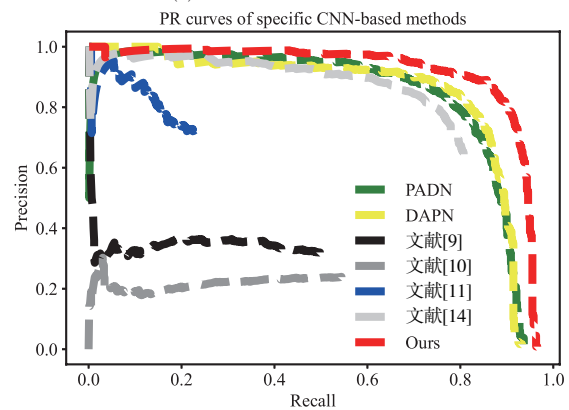 PR curves of specific CNN-based methods
Precision
1.0
0.8
0.6
0.4
0.2
0.0
PADN
DAPN
文献[9]
文献[10]
文献[11]
文献[14]
Ours
0.0 0.2 0.4 0.6 0.8 1.0
Recall